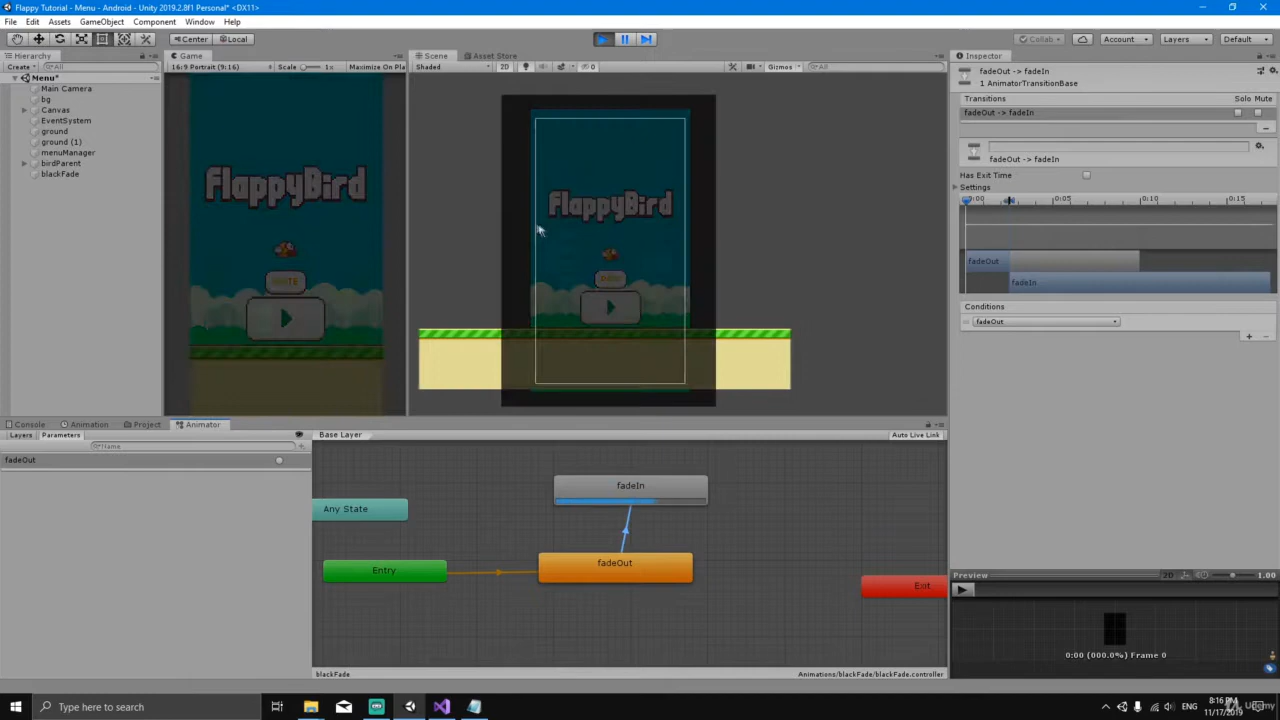 Flappy Tutorial - Menu - Android - Unity 2019.2.8f1 Personal* <DX11>
File Edit Assets GameObject Component Window Help
Center Local Collab Account Layers Default
Hierarchy Game Scene Asset Store Inspector
Create All 16:9 Portrait (9:16) Scale 1x Maximize On Pla Shaded 2D 0 Gizmos All
fadeOut -> fadeIn
1 AnimatorTransitionBase
Menu*
Main Camera
bg
Canvas
EventSystem
ground
ground (1)
menuManager
birdParent
blackFade
FlappyBird
FlappyBird
RATE
Transitions Solo Mute
fadeOut -> fadeIn
fadeOut -> fadeIn
Has Exit Time
Settings
0:00 0:05 0:10 0:15
fadeOut
fadeIn
Conditions
fadeOut
Console Animation Project Animator
Layers Parameters Base Layer Auto Live Link
Name
fadeOut
fadeIn
Any State
fadeOut
Entry
Exit
Preview 2D 1.00
0:00 (000.0%) Frame 0
blackFade Animations/blackFade/blackFade.controller
Type here to search
8:16 PM
11/17/2019
Udemy